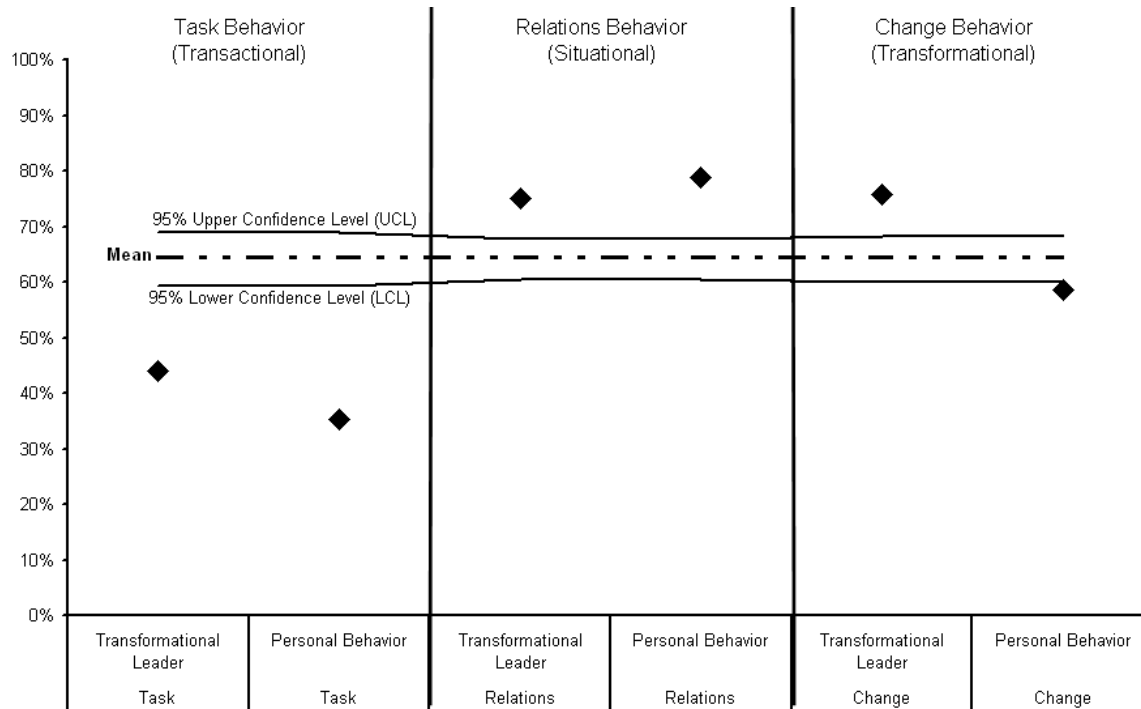 Task Behavior
(Transactional)
Relations Behavior
(Situational)
Change Behavior
(Transformational)
100%
90%
80%
70%
60%
50%
40%
30%
20%
10%
0%
95% Upper Confidence Level (UCL)
Mean
95% Lower Confidence Level (LCL)
Transformational
Leader
Task
Personal Behavior
Task
Transformational
Leader
Relations
Personal Behavior
Relations
Transformational
Leader
Change
Personal Behavior
Change